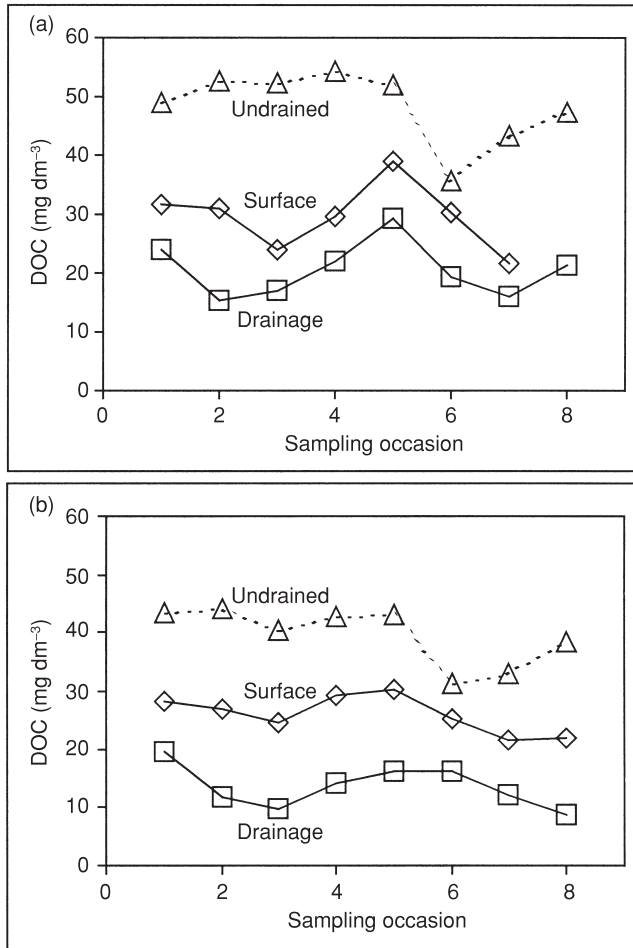 (a)
60
50
40
30
20
10
0
DOC (mg dm⁻³)
Undrained
Surface
Drainage
0 2 4 6 8
Sampling occasion
(b)
60
50
40
30
20
10
0
DOC (mg dm⁻³)
Undrained
Surface
Drainage
0 2 4 6 8
Sampling occasion